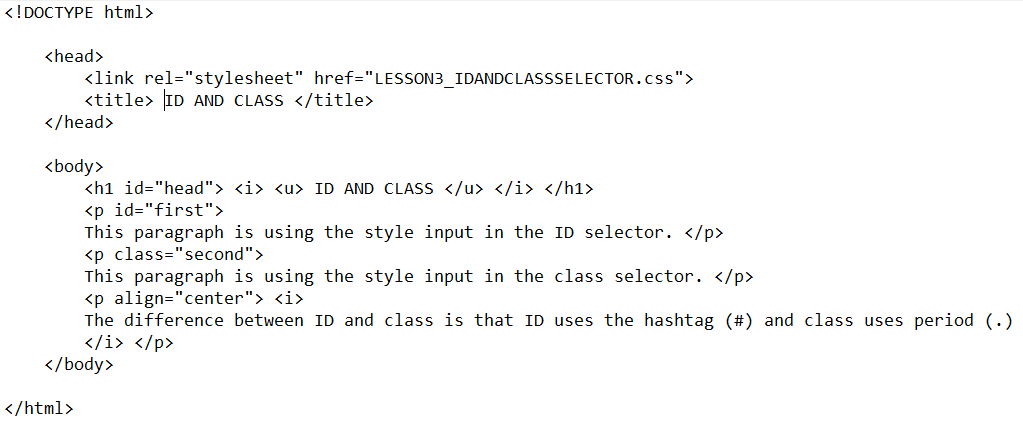 <!DOCTYPE html>
<head>
<link rel="stylesheet" href="LESSON3_IDANDCLASSSELECTOR.css">
<title> ID AND CLASS </title>
</head>
<body>
<h1 id="head"> <i> <u> ID AND CLASS </u> </i> </h1>
<p id="first">
This paragraph is using the style input in the ID selector. </p>
<p class="second">
This paragraph is using the style input in the class selector. </p>
<p align="center"> <i>
The difference between ID and class is that ID uses the hashtag (#) and class uses period (.)
</i> </p>
</body>
</html>